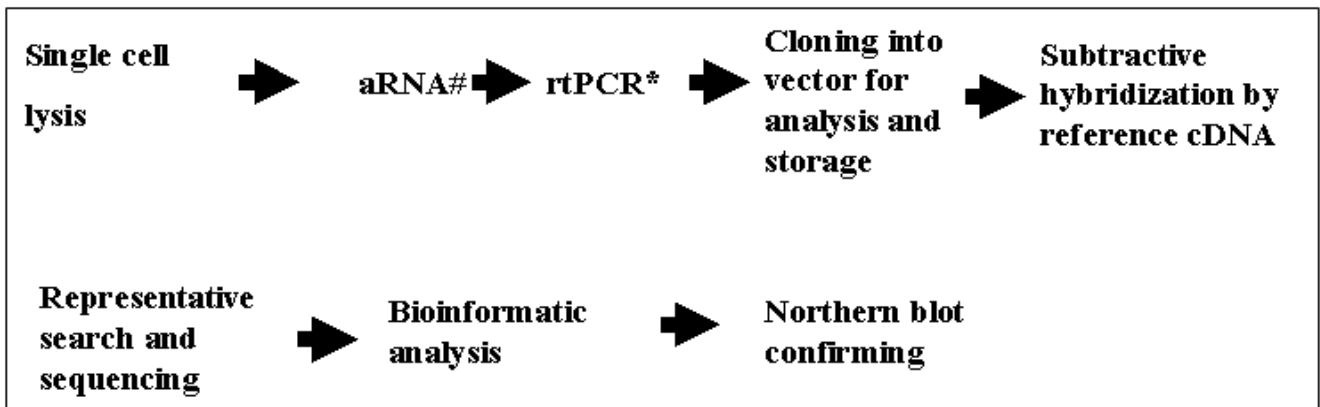 Single cell
lysis
aRNA#
rtPCR*
Cloning into
vector for
analysis and
storage
Subtractive
hybridization by
reference cDNA
Representative
search and
sequencing
Bioinformatic
analysis
Northern blot
confirming